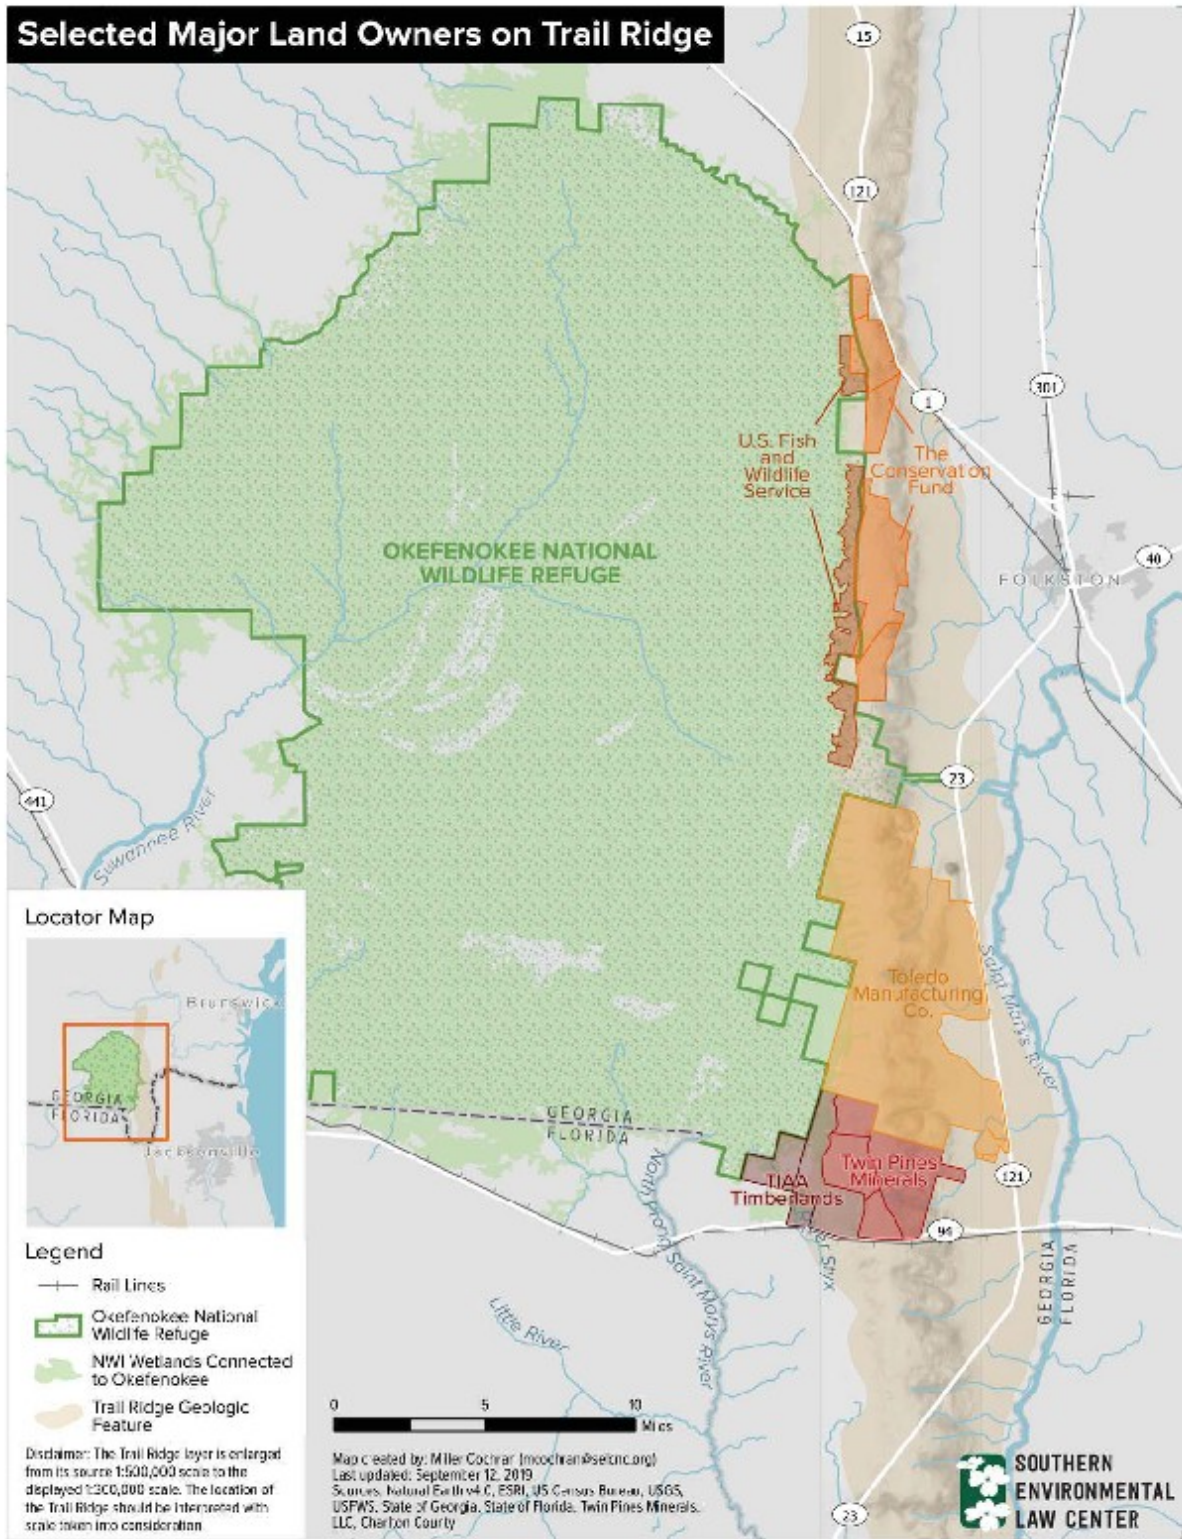 Selected Major Land Owners on Trail Ridge
15
121
1
301
U.S. Fish
and
Wildlife
Service
The
Conservation
Fund
OKEFENOKEE NATIONAL
WILDLIFE REFUGE
40
FOLKSTON
23
441
Suwannee River
Toledo
Manufacturing
Co.
Saint Marys River
GEORGIA
FLORIDA
TIAA
Timberlands
Twin Pines
Minerals
121
94
River Styx
North Prong Saint Marys River
Little River
GEORGIA
FLORIDA
23
Locator Map
Brunswick
GEORGIA
FLORIDA
Jacksonville
Legend
Rail Lines
Okefenokee National
Wildlife Refuge
NWI Wetlands Connected
to Okefenokee
Trail Ridge Geologic
Feature
Disclaimer: The Trail Ridge layer is enlarged
from its source 1:500,000 scale to the
displayed 1:300,000 scale. The location of
the Trail Ridge should be interpreted with
scale taken into consideration
0 5 10
Miles
Map created by: Miller Cochran (mcochran@selcnc.org)
Last updated: September 12, 2019
Sources: Natural Earth v4.0, ESRI, US Census Bureau, USGS,
USFWS, State of Georgia, State of Florida, Twin Pines Minerals,
LLC, Charlton County
SOUTHERN
ENVIRONMENTAL
LAW CENTER